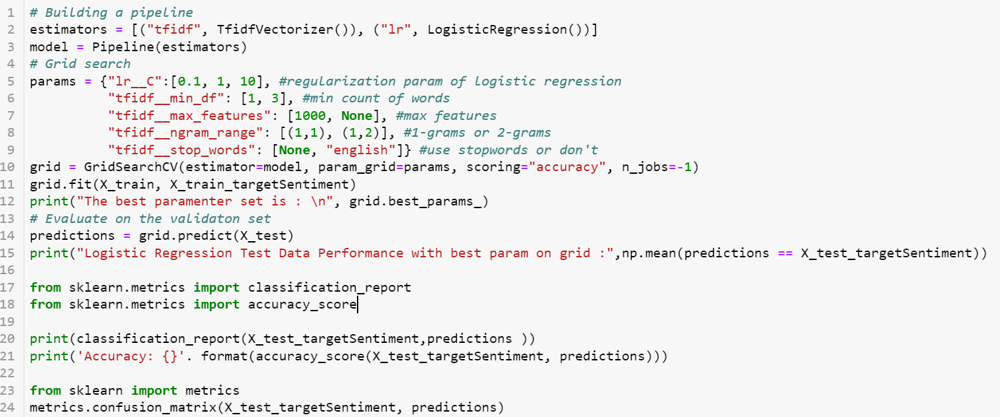 1 # Building a pipeline
2 estimators = [("tfidf", TfidfVectorizer()), ("lr", LogisticRegression())]
3 model = Pipeline(estimators)
4 # Grid search
5 params = {"lr__C":[0.1, 1, 10], #regularization param of logistic regression
6           "tfidf__min_df": [1, 3], #min count of words
7           "tfidf__max_features": [1000, None], #max features
8           "tfidf__ngram_range": [(1,1), (1,2)], #1-grams or 2-grams
9           "tfidf__stop_words": [None, "english"]} #use stopwords or don't
10 grid = GridSearchCV(estimator=model, param_grid=params, scoring="accuracy", n_jobs=-1)
11 grid.fit(X_train, X_train_targetSentiment)
12 print("The best paramenter set is : \n", grid.best_params_)
13 # Evaluate on the validaton set
14 predictions = grid.predict(X_test)
15 print("Logistic Regression Test Data Performance with best param on grid :",np.mean(predictions == X_test_targetSentiment))
16
17 from sklearn.metrics import classification_report
18 from sklearn.metrics import accuracy_score
19
20 print(classification_report(X_test_targetSentiment,predictions ))
21 print('Accuracy: {}'. format(accuracy_score(X_test_targetSentiment, predictions)))
22
23 from sklearn import metrics
24 metrics.confusion_matrix(X_test_targetSentiment, predictions)